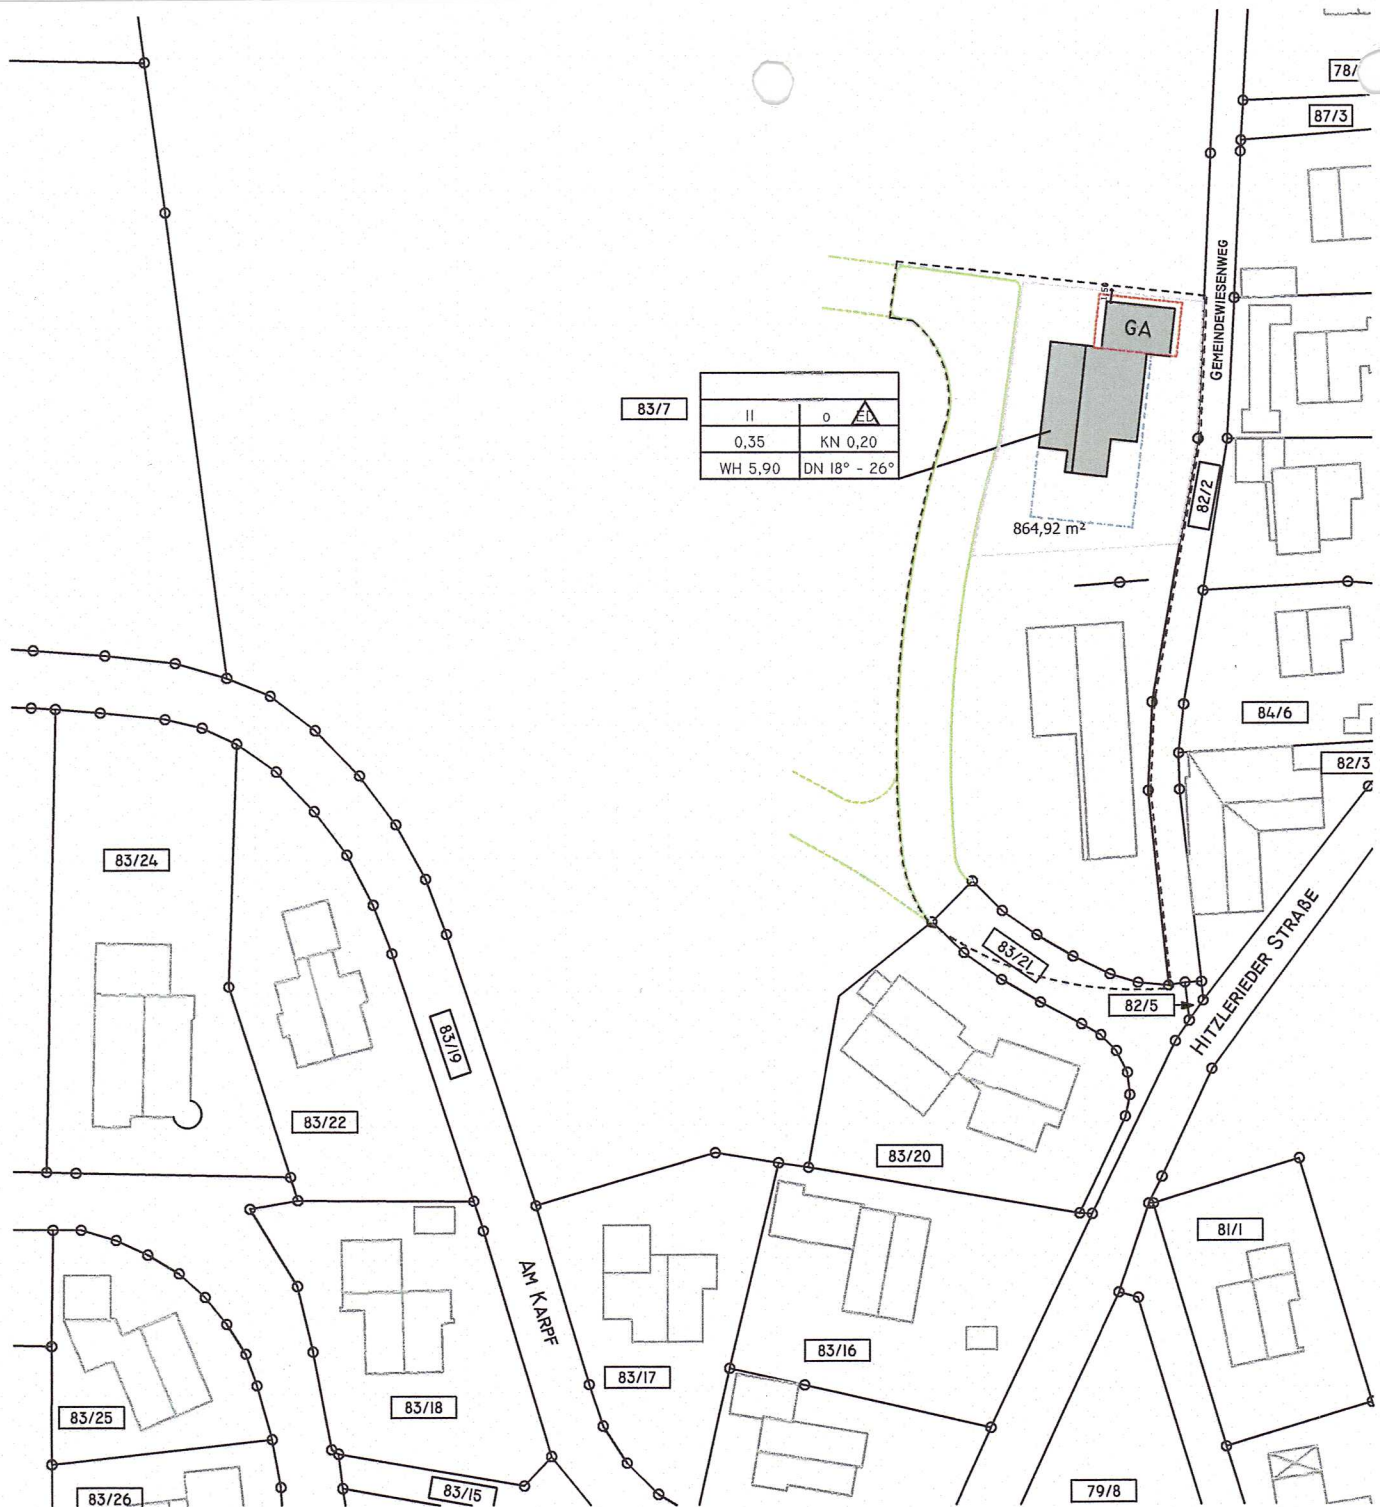 78/
87/3
GEMEINDEWIESENWEG
1,50
GA
83/7
II o ED
0,35 KN 0,20
WH 5,90 DN 18° - 26°
82/2
864,92 m²
84/6
82/3
83/24
HITZLERIEDER STRAßE
83/21
82/5
83/19
83/22
83/20
81/1
AM KARPF
83/16
83/17
83/18
83/25
83/26
83/15
79/8